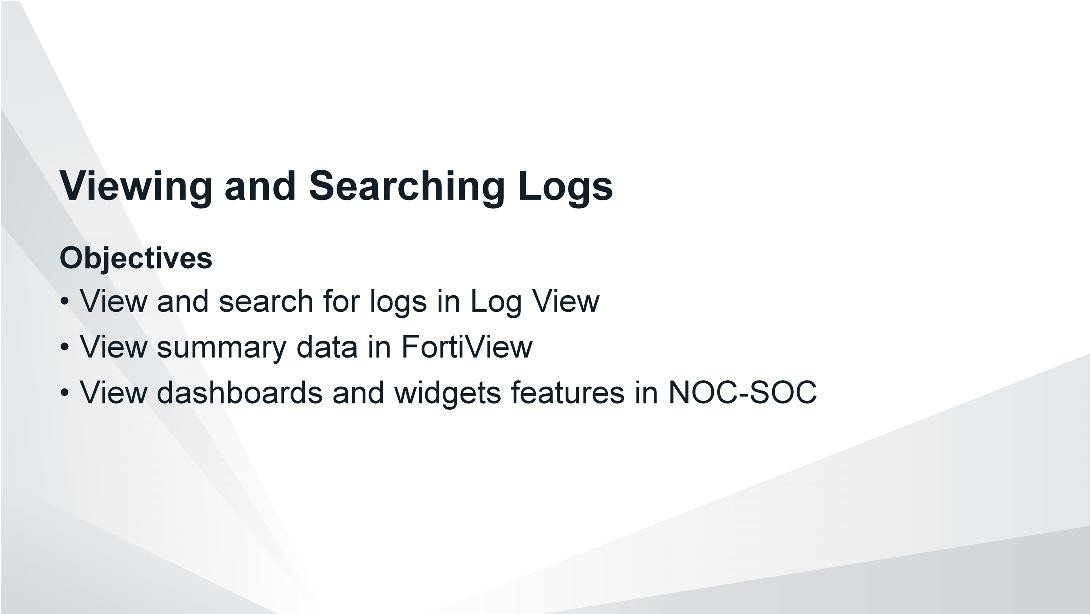 Viewing and Searching Logs
Objectives
• View and search for logs in Log View
• View summary data in FortiView
• View dashboards and widgets features in NOC-SOC